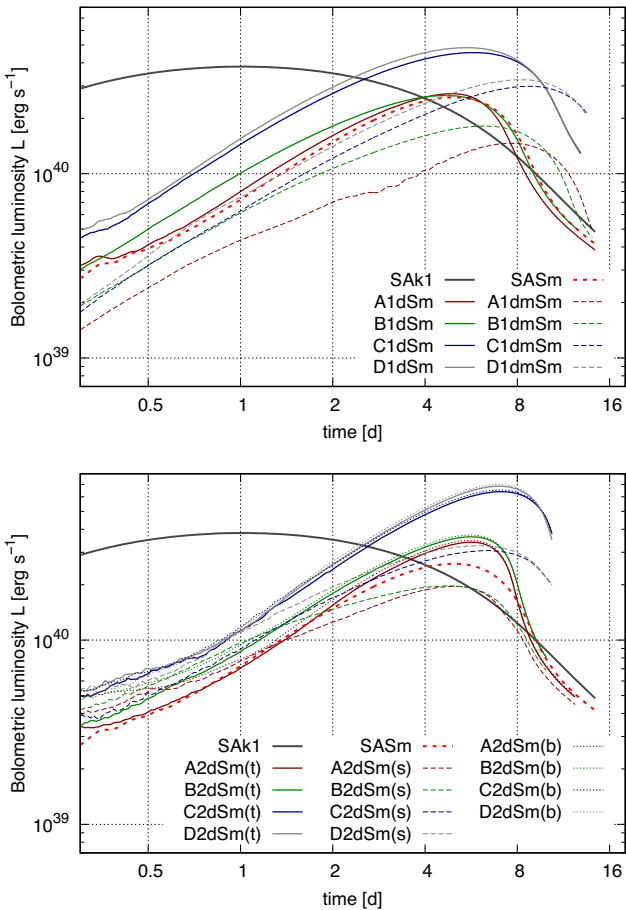 Bolometric luminosity L [erg s⁻¹]
10⁴⁰
10³⁹
SAk1 SASm
A1dSm A1dmSm
B1dSm B1dmSm
C1dSm C1dmSm
D1dSm D1dmSm
0.5 1 2 4 8 16
time [d]
Bolometric luminosity L [erg s⁻¹]
10⁴⁰
10³⁹
SAk1 SASm A2dSm(b)
A2dSm(t) A2dSm(s) B2dSm(b)
B2dSm(t) B2dSm(s) C2dSm(b)
C2dSm(t) C2dSm(s) D2dSm(b)
D2dSm(t) D2dSm(s)
0.5 1 2 4 8 16
time [d]